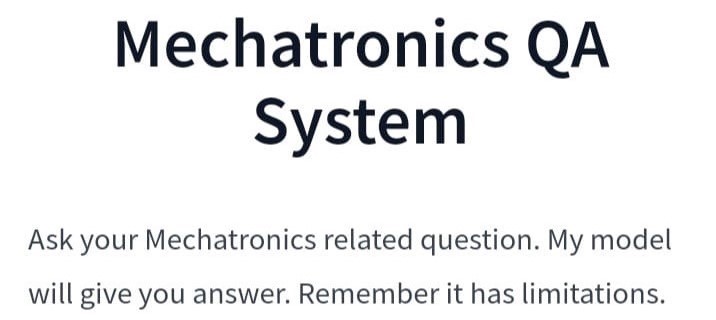 Mechatronics QA
System
Ask your Mechatronics related question. My model
will give you answer. Remember it has limitations.